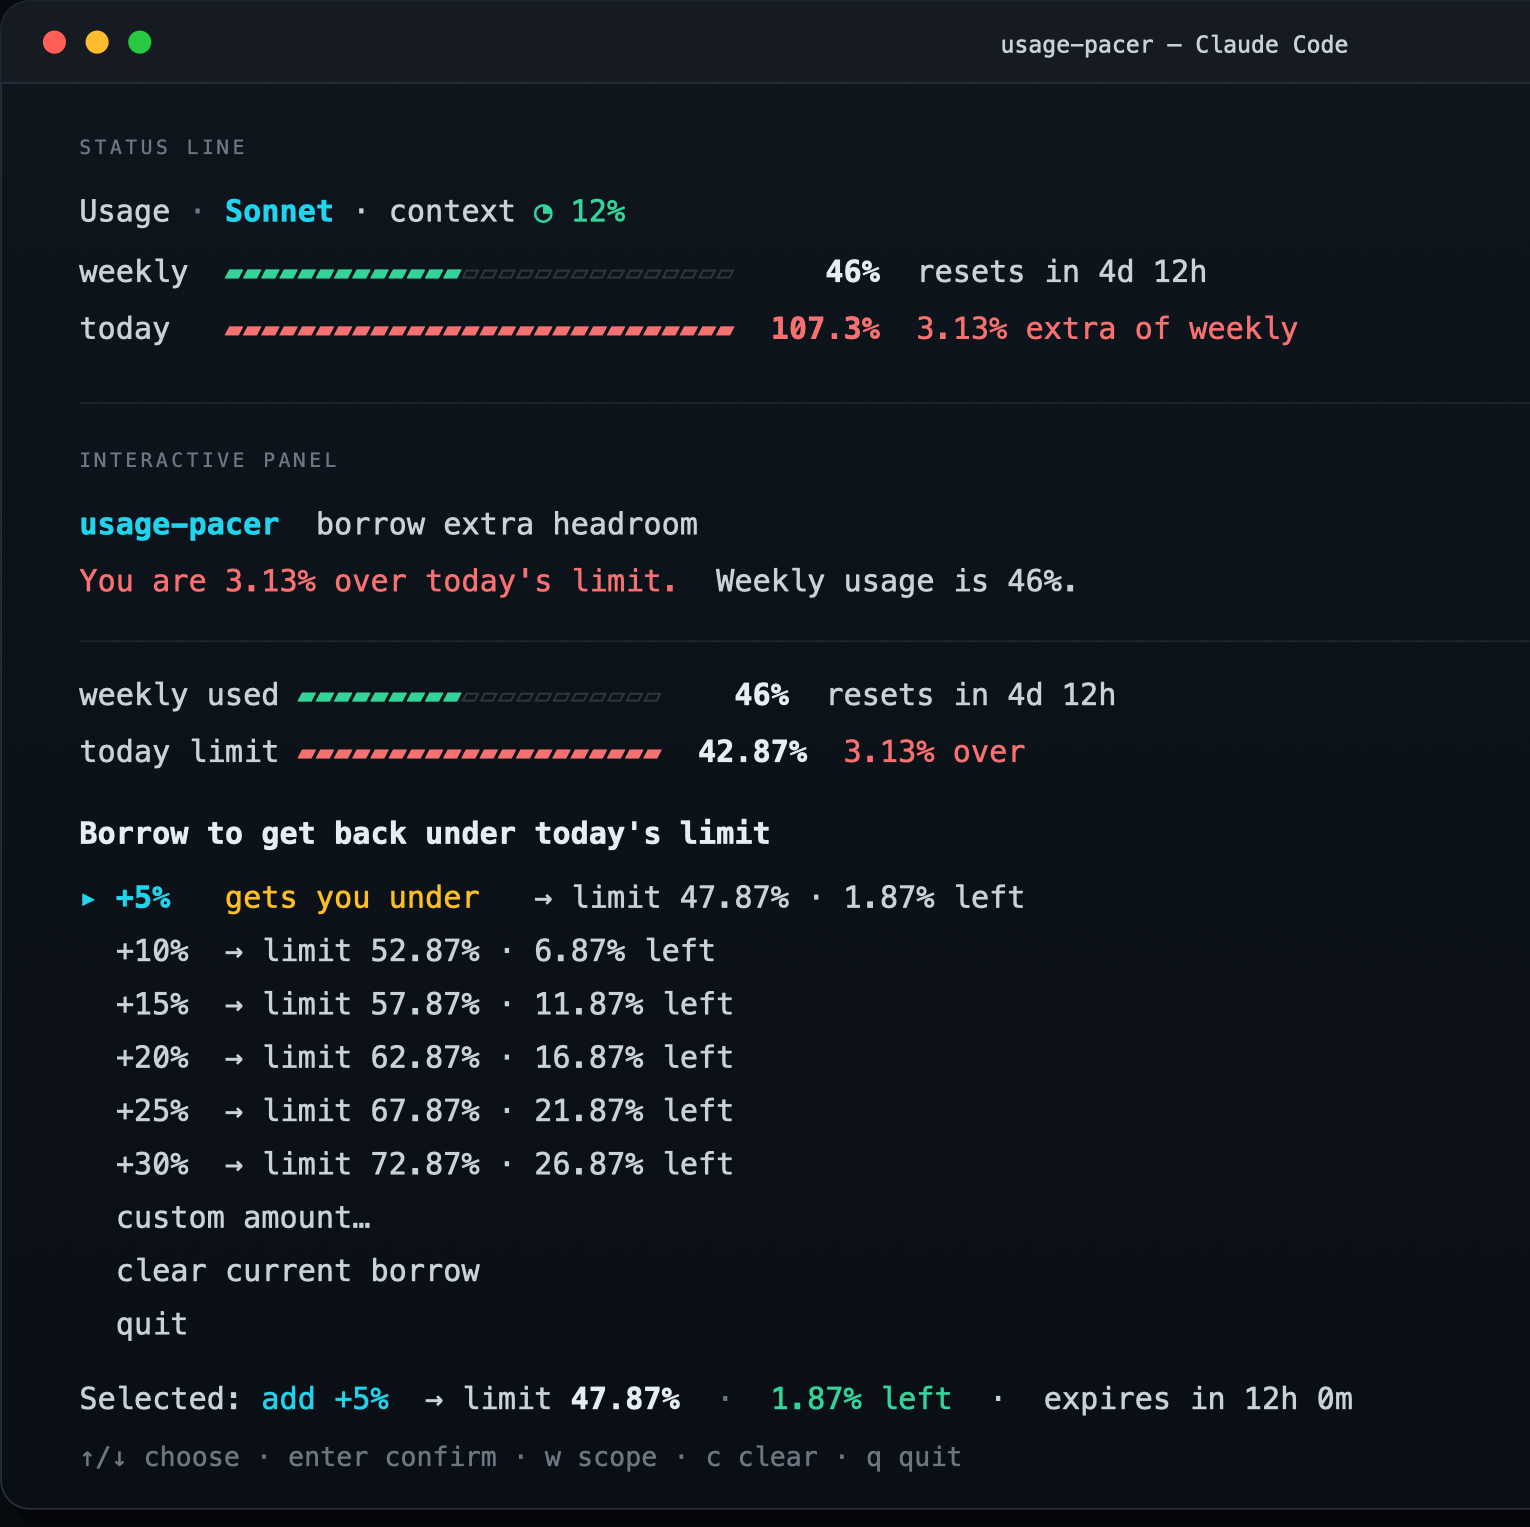 usage-pacer — Claude Code
STATUS LINE
Usage · Sonnet · context ◔ 12%
weekly ▰▰▰▰▰▰▰▰▰▰▰▰▰▱▱▱▱▱▱▱▱▱▱▱▱▱▱▱ 46% resets in 4d 12h
today ▰▰▰▰▰▰▰▰▰▰▰▰▰▰▰▰▰▰▰▰▰▰▰▰▰▰▰▰ 107.3% 3.13% extra of weekly
INTERACTIVE PANEL
usage-pacer borrow extra headroom
You are 3.13% over today's limit. Weekly usage is 46%.
weekly used ▰▰▰▰▰▰▰▰▰▱▱▱▱▱▱▱▱▱▱▱ 46% resets in 4d 12h
today limit ▰▰▰▰▰▰▰▰▰▰▰▰▰▰▰▰▰▰▰▰ 42.87% 3.13% over
Borrow to get back under today's limit
▸ +5% gets you under → limit 47.87% · 1.87% left
+10% → limit 52.87% · 6.87% left
+15% → limit 57.87% · 11.87% left
+20% → limit 62.87% · 16.87% left
+25% → limit 67.87% · 21.87% left
+30% → limit 72.87% · 26.87% left
custom amount…
clear current borrow
quit
Selected: add +5% → limit 47.87% · 1.87% left · expires in 12h 0m
↑/↓ choose · enter confirm · w scope · c clear · q quit